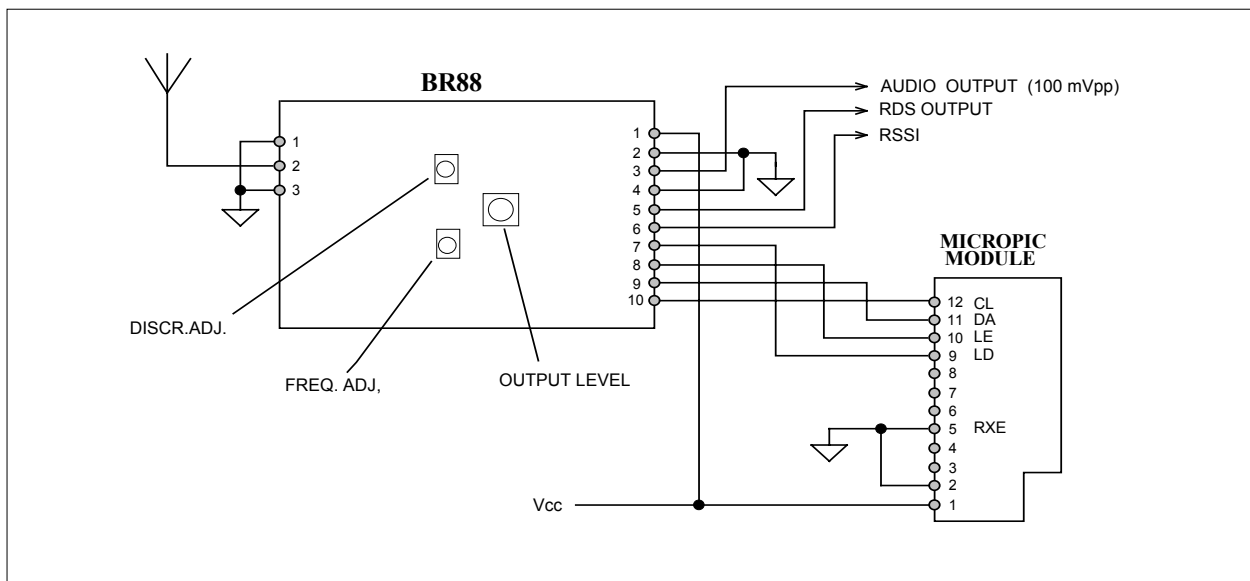 BR88
1
2
3
1
2
3
4
5
6
7
8
9
10
AUDIO OUTPUT (100 mVpp)
RDS OUTPUT
RSSI
DISCR.ADJ.
FREQ. ADJ,
OUTPUT LEVEL
MICROPIC
MODULE
12 CL
11 DA
10 LE
9 LD
8
7
6
5 RXE
4
3
2
1
Vcc